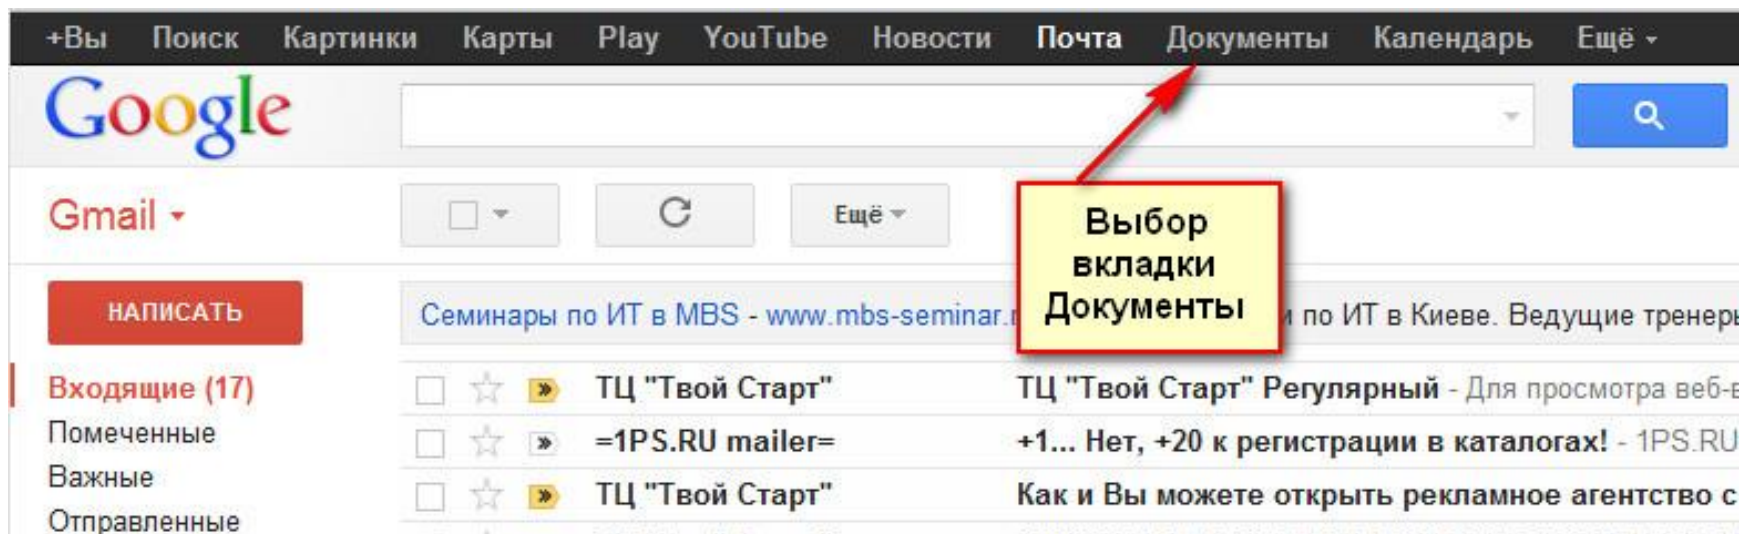 +Вы Поиск Картинки Карты Play YouTube Новости Почта Документы Календарь Ещё
Google
Gmail
Ещё
Выбор
вкладки
Документы
НАПИСАТЬ
Семинары по ИТ в MBS - www.mbs-seminar. по ИТ в Киеве. Ведущие
Входящие (17)
ТЦ "Твой Старт" ТЦ "Твой Старт" Регулярный - Для просмотра
Помеченные
=1PS.RU mailer= +1... Нет, +20 к регистрации в каталогах! - 1PS.RU
Важные
ТЦ "Твой Старт" Как и Вы можете открыть рекламное агентство с
Отправленные